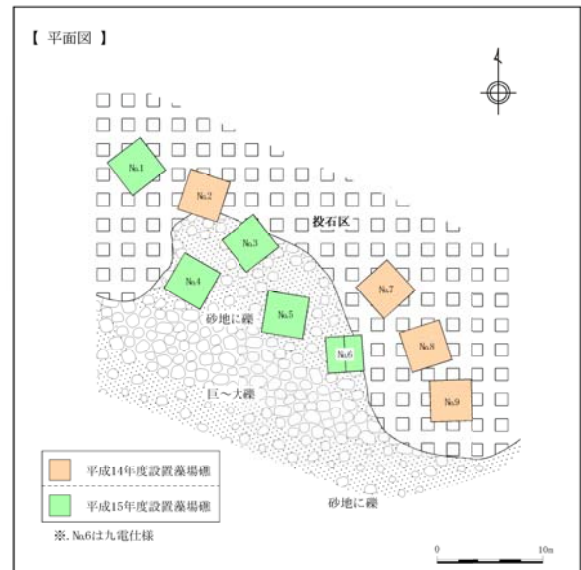 【 平面図 】
No.1
No.2
No.3
投石区
No.4
No.7
砂地に礫
No.5
No.8
No.6
巨～大礫
No.9
平成14年度設置藻場礁
平成15年度設置藻場礁
砂地に礫
※. No.6は九電仕様
0 10m